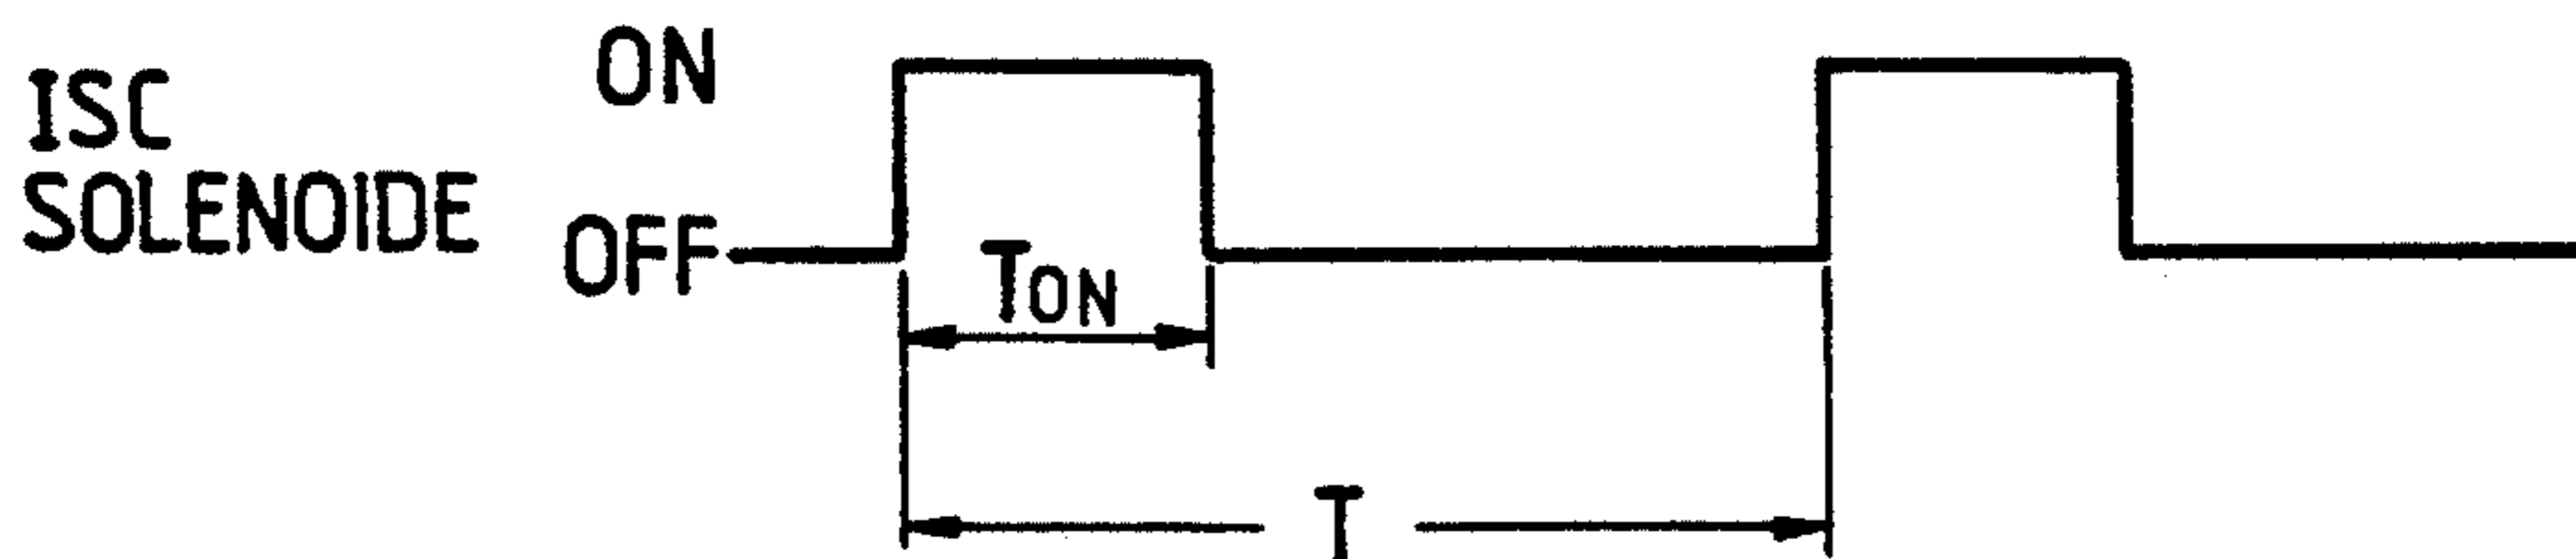 ISC
SOLENOIDE
ON
OFF
TON
T